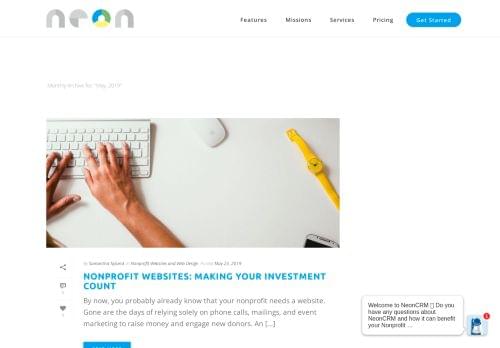 neon
Features
Missions
Services
Pricing
Get Started
Monthly Archive for: "May, 2019"
By Samantha in Nonprofit Websites and Web Design Posted May 23, 2019
NONPROFIT WEBSITES: MAKING YOUR INVESTMENT
COUNT
By now, you probably already know that your nonprofit needs a website.
Gone are the days of relying solely on phone calls, mailings, and event
marketing to raise money and engage new donors. An [...]
Welcome to NeonCRM Do you
have any questions about
NeonCRM and how it can benefit
your Nonprofit ...
1